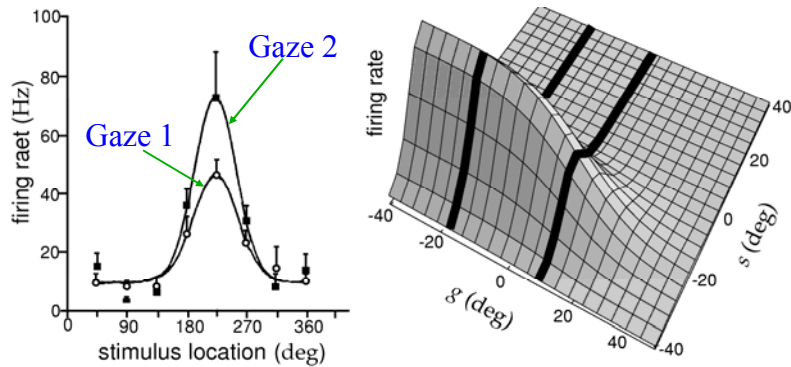 100
80
60
40
20
0
firing raet (Hz)
Gaze 2
Gaze 1
0 90 180 270 360
stimulus location (deg)
firing rate
-40
-20
0
20
40
g (deg)
40
20
0
-20
-40
s (deg)